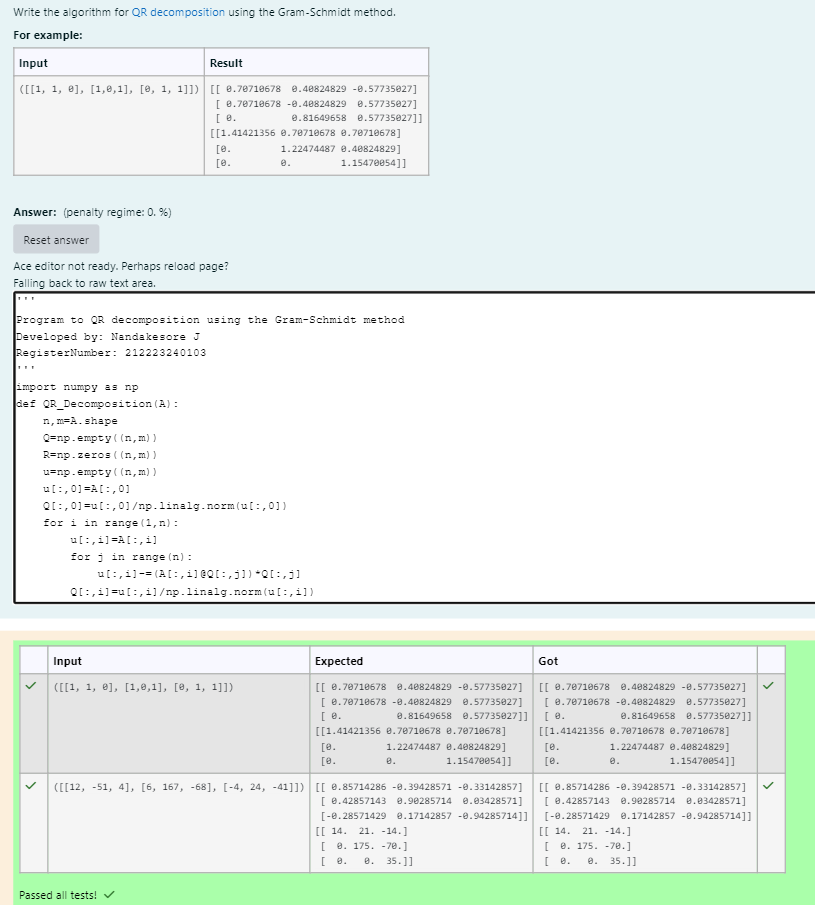 Write the algorithm for QR decomposition using the Gram-Schmidt method.
For example:
Input Result
([[1, 1, 0], [1,0,1], [0, 1, 1]]) [[ 0.70710678 0.40824829 -0.57735027]
[ 0.70710678 -0.40824829 0.57735027]
[ 0. 0.81649658 0.57735027]]
[[1.41421356 0.70710678 0.70710678]
[0. 1.22474487 0.40824829]
[0. 0. 1.15470054]]
Answer: (penalty regime: 0. %)
Reset answer
Ace editor not ready. Perhaps reload page?
Falling back to raw text area.
'''
Program to QR decomposition using the Gram-Schmidt method
Developed by: Nandakesore J
RegisterNumber: 212223240103
'''
import numpy as np
def QR_Decomposition(A):
    n,m=A.shape
    Q=np.empty((n,m))
    R=np.zeros((n,m))
    u=np.empty((n,m))
    u[:,0]=A[:,0]
    Q[:,0]=u[:,0]/np.linalg.norm(u[:,0])
    for i in range(1,n):
        u[:,i]=A[:,i]
        for j in range(n):
            u[:,i]-=(A[:,i]@Q[:,j])*Q[:,j]
        Q[:,i]=u[:,i]/np.linalg.norm(u[:,i])
Input Expected Got
([[1, 1, 0], [1,0,1], [0, 1, 1]]) [[ 0.70710678 0.40824829 -0.57735027] [[ 0.70710678 0.40824829 -0.57735027]
[ 0.70710678 -0.40824829 0.57735027] [ 0.70710678 -0.40824829 0.57735027]
[ 0. 0.81649658 0.57735027]] [ 0. 0.81649658 0.57735027]]
[[1.41421356 0.70710678 0.70710678] [[1.41421356 0.70710678 0.70710678]
[0. 1.22474487 0.40824829] [0. 1.22474487 0.40824829]
[0. 0. 1.15470054]] [0. 0. 1.15470054]]
([[12, -51, 4], [6, 167, -68], [-4, 24, -41]]) [[ 0.85714286 -0.39428571 -0.33142857] [[ 0.85714286 -0.39428571 -0.33142857]
[ 0.42857143 0.90285714 0.03428571] [ 0.42857143 0.90285714 0.03428571]
[-0.28571429 0.17142857 -0.94285714]] [-0.28571429 0.17142857 -0.94285714]]
[[ 14. 21. -14.] [[ 14. 21. -14.]
[ 0. 175. -70.] [ 0. 175. -70.]
[ 0. 0. 35.]] [ 0. 0. 35.]]
Passed all tests!